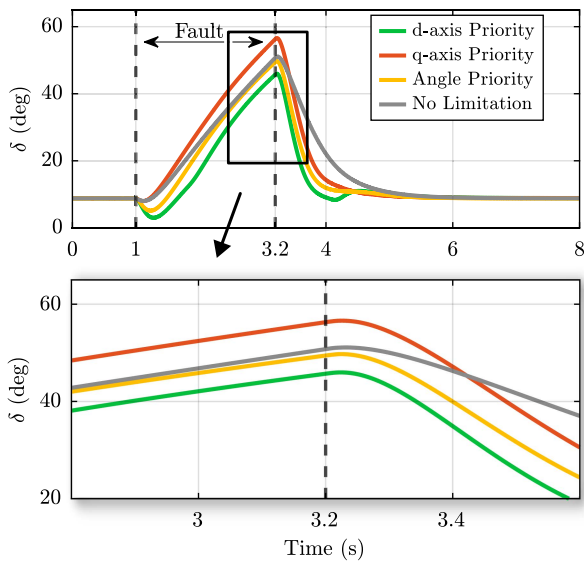 60
40
20
0
δ (deg)
Fault
d-axis Priority
q-axis Priority
Angle Priority
No Limitation
0 1 3.2 4 6 8
60
40
20
δ (deg)
3 3.2 3.4
Time (s)